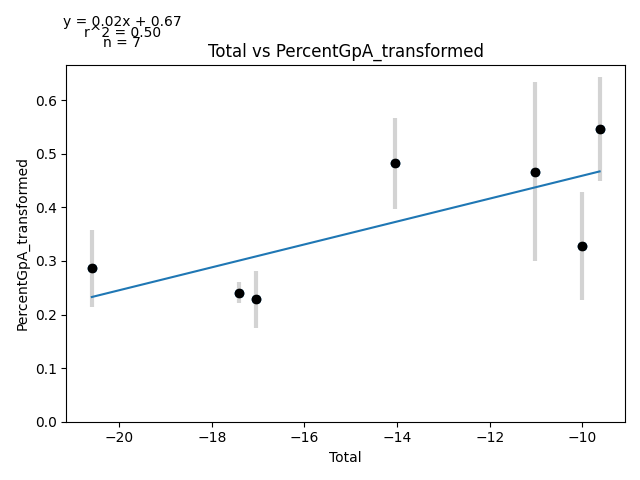 y = 0.02x + 0.67
r^2 = 0.50
n = 7
Total vs PercentGpA_transformed
PercentGpA_transformed
0.6
0.5
0.4
0.3
0.2
0.1
0.0
−20
−18
−16
−14
−12
−10
Total